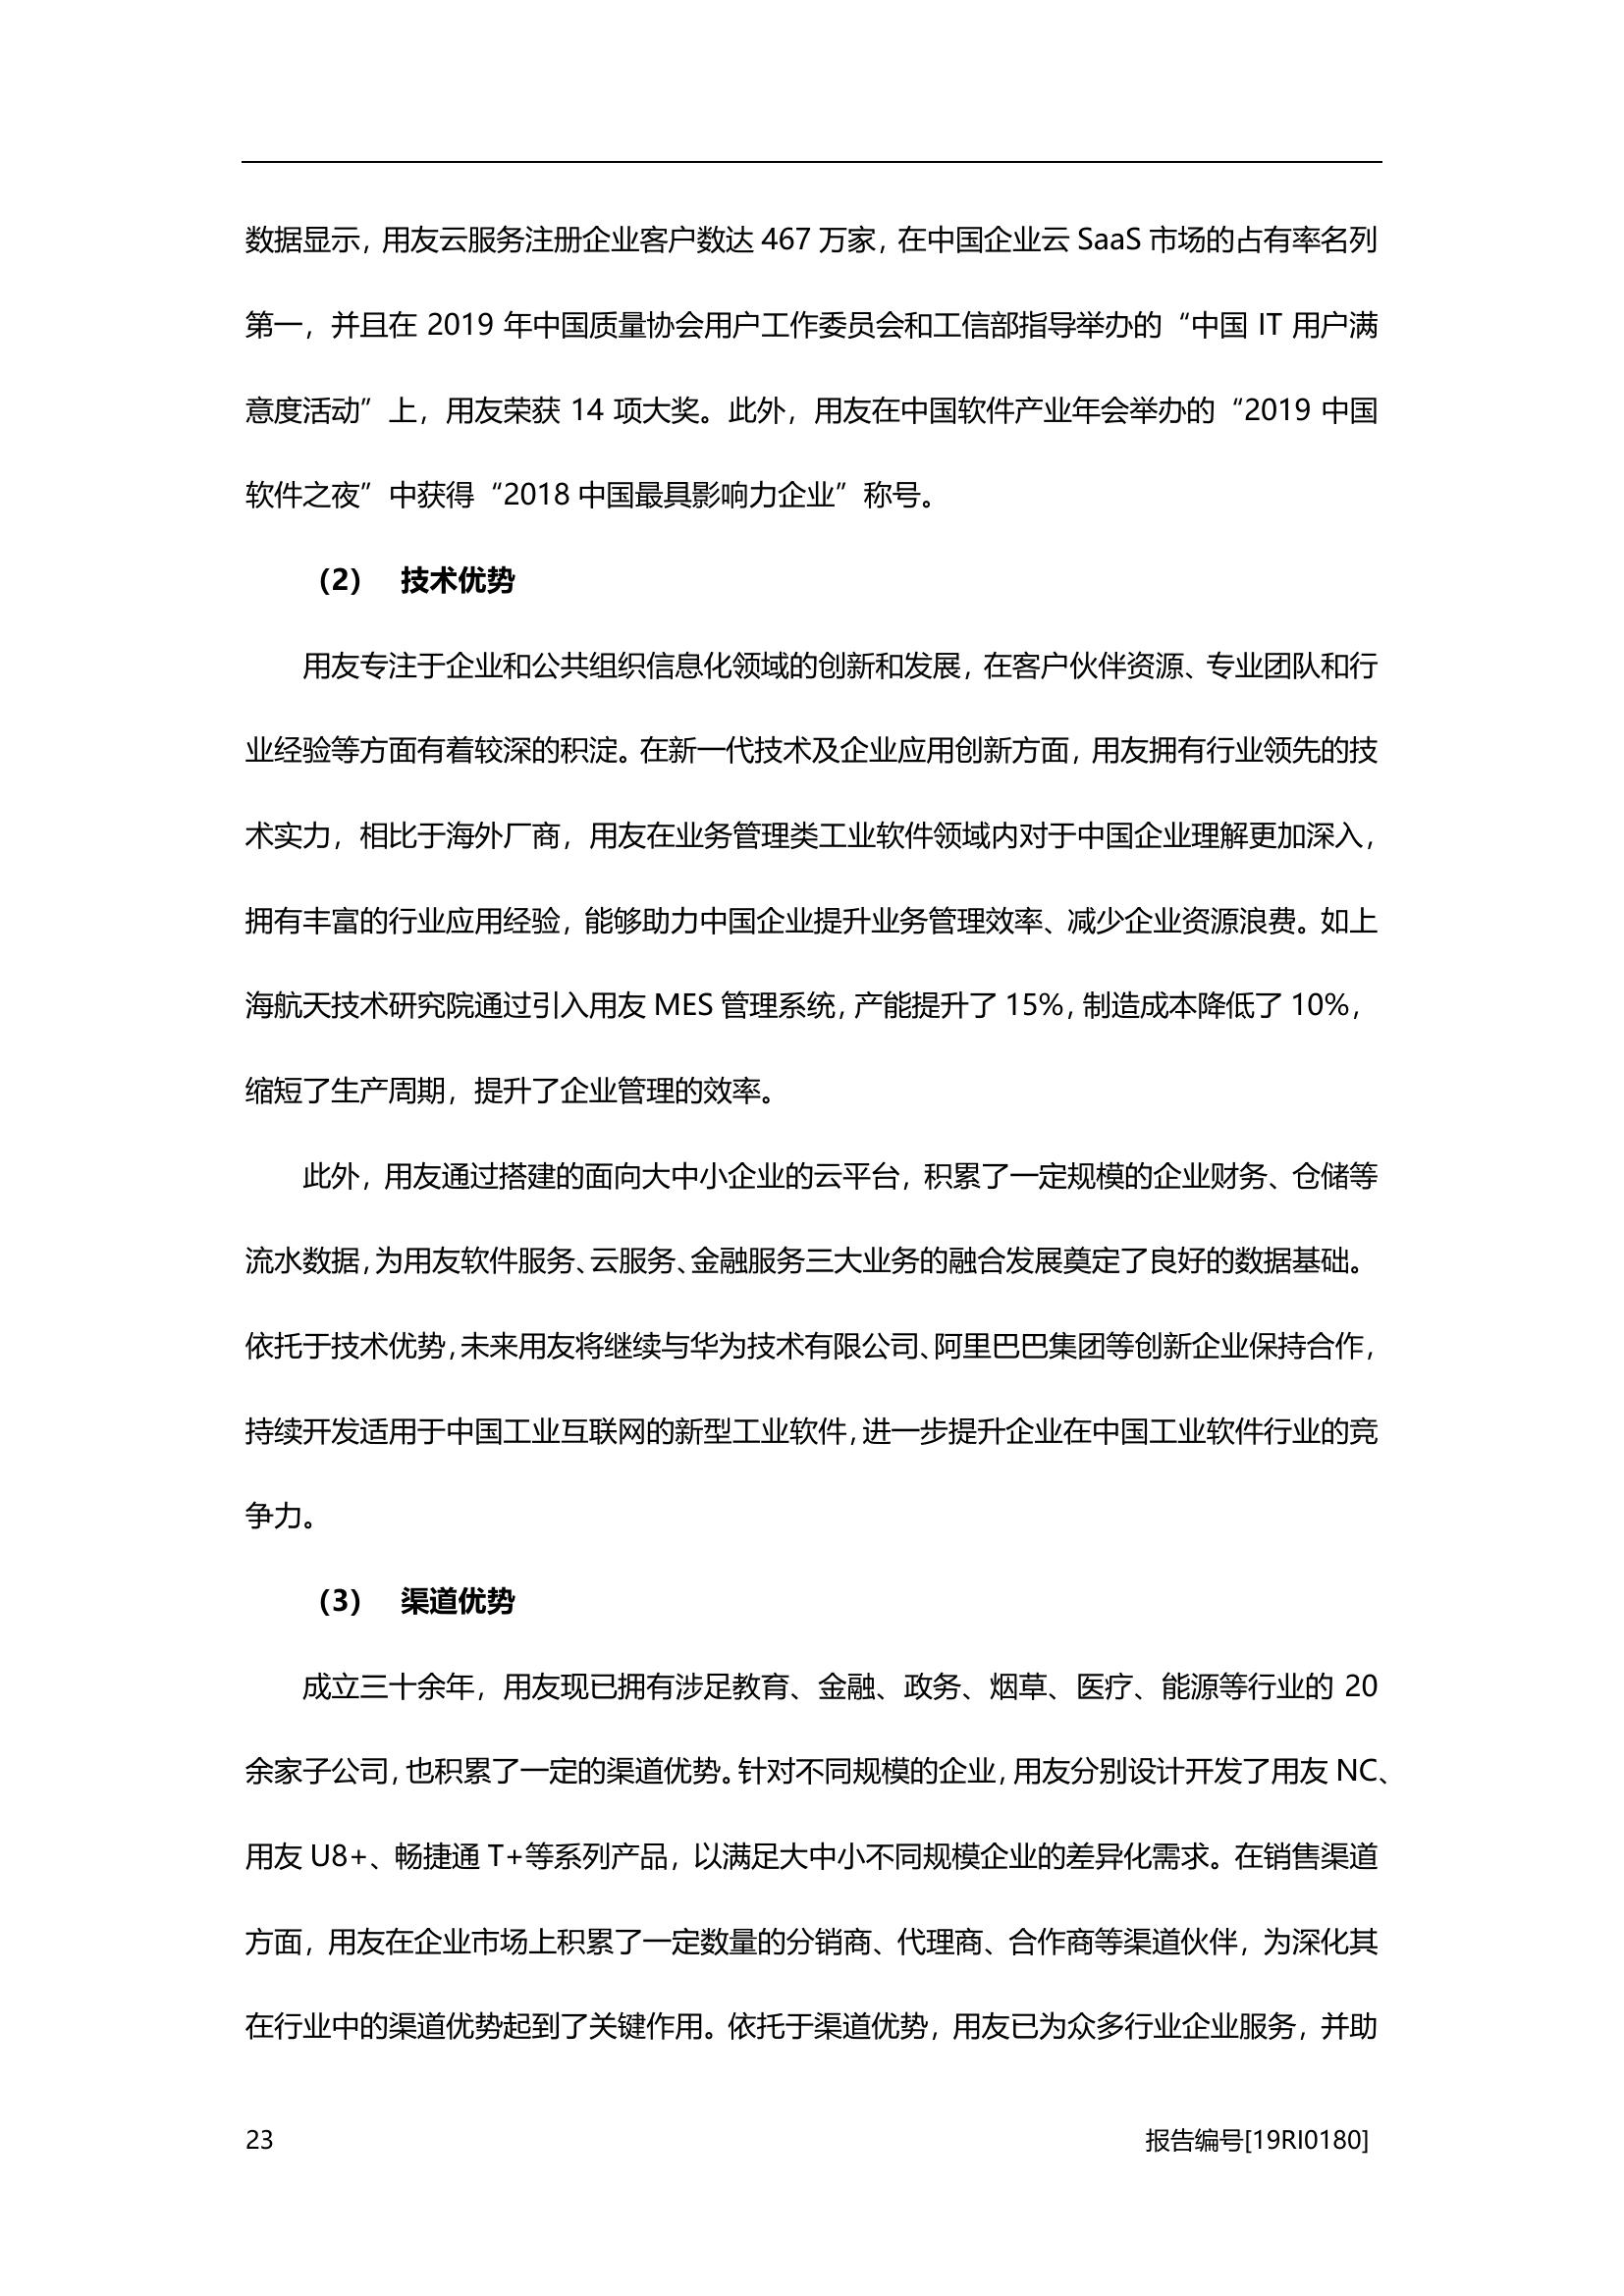 数据显示，用友云服务注册企业客户数达 467 万家，在中国企业云 SaaS 市场的占有率名列
第一，并且在 2019 年中国质量协会用户工作委员会和工信部指导举办的“中国 IT 用户满
意度活动”上，用友荣获 14 项大奖。此外，用友在中国软件产业年会举办的“2019 中国
软件之夜”中获得“2018 中国最具影响力企业”称号。
（2） 技术优势
用友专注于企业和公共组织信息化领域的创新和发展，在客户伙伴资源、专业团队和行
业经验等方面有着较深的积淀。在新一代技术及企业应用创新方面，用友拥有行业领先的技
术实力，相比于海外厂商，用友在业务管理类工业软件领域内对于中国企业理解更加深入，
拥有丰富的行业应用经验，能够助力中国企业提升业务管理效率、减少企业资源浪费。如上
海航天技术研究院通过引入用友 MES 管理系统，产能提升了 15%，制造成本降低了 10%，
缩短了生产周期，提升了企业管理的效率。
此外，用友通过搭建的面向大中小企业的云平台，积累了一定规模的企业财务、仓储等
流水数据，为用友软件服务、云服务、金融服务三大业务的融合发展奠定了良好的数据基础。
依托于技术优势，未来用友将继续与华为技术有限公司、阿里巴巴集团等创新企业保持合作，
持续开发适用于中国工业互联网的新型工业软件，进一步提升企业在中国工业软件行业的竞
争力。
（3） 渠道优势
成立三十余年，用友现已拥有涉足教育、金融、政务、烟草、医疗、能源等行业的 20
余家子公司，也积累了一定的渠道优势。针对不同规模的企业，用友分别设计开发了用友 NC、
用友 U8+、畅捷通 T+等系列产品，以满足大中小不同规模企业的差异化需求。在销售渠道
方面，用友在企业市场上积累了一定数量的分销商、代理商、合作商等渠道伙伴，为深化其
在行业中的渠道优势起到了关键作用。依托于渠道优势，用友已为众多行业企业服务，并助
23 报告编号[19RI0180]